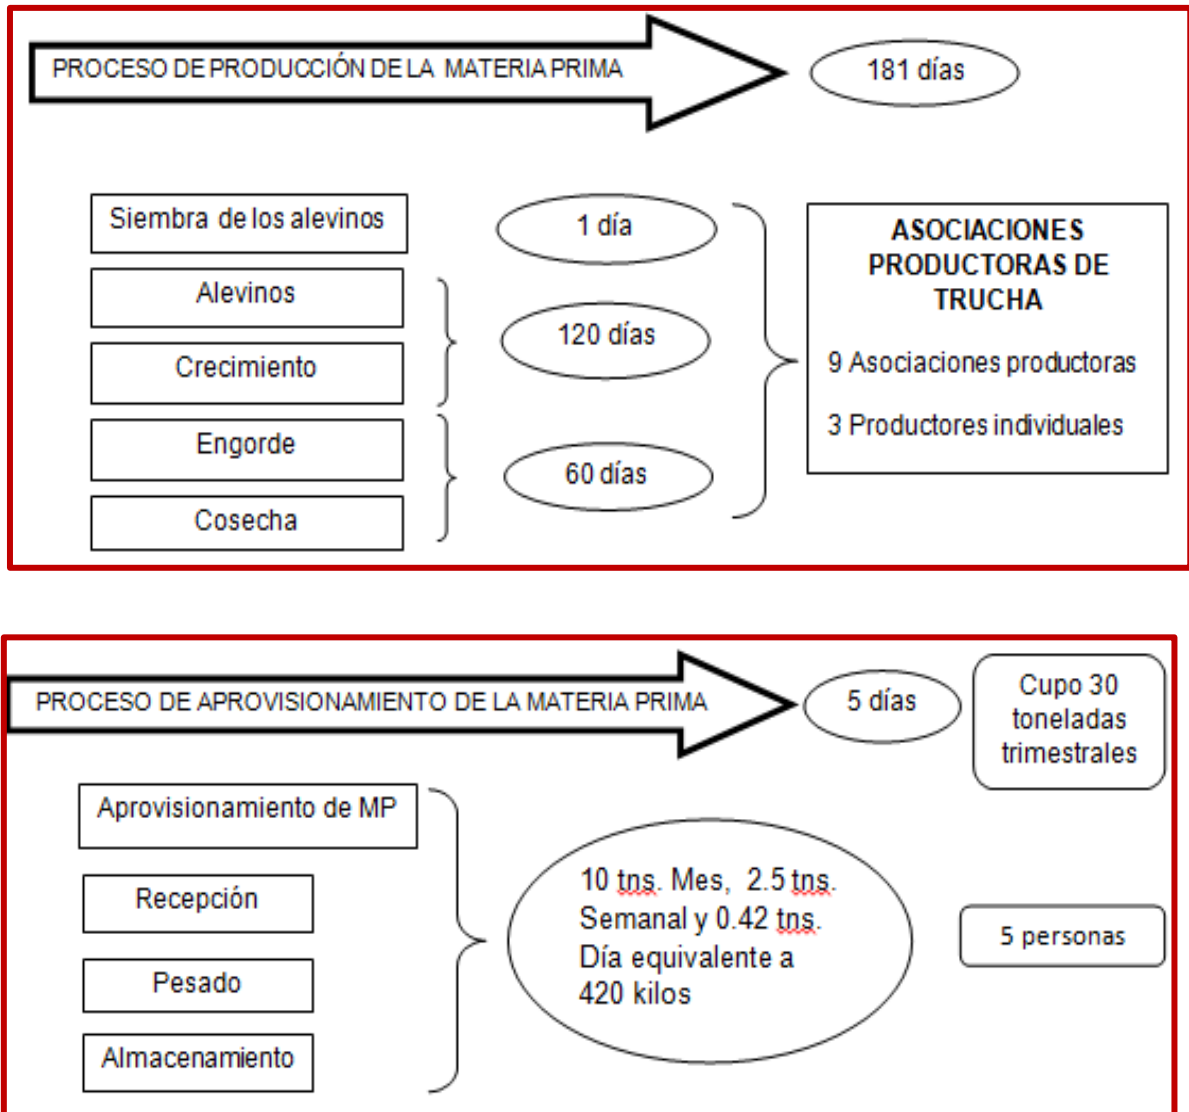 PROCESO DE PRODUCCIÓN DE LA MATERIA PRIMA
181 días
Siembra de los alevinos
1 día
Alevinos
120 días
Crecimiento
Engorde
60 días
Cosecha
ASOCIACIONES
PRODUCTORAS DE
TRUCHA
9 Asociaciones productoras
3 Productores individuales
PROCESO DE APROVISIONAMIENTO DE LA MATERIA PRIMA
5 días
Cupo 30
toneladas
trimestrales
Aprovisionamiento de MP
Recepción
Pesado
Almacenamiento
10 tns. Mes, 2.5 tns.
Semanal y 0.42 tns.
Día equivalente a
420 kilos
5 personas